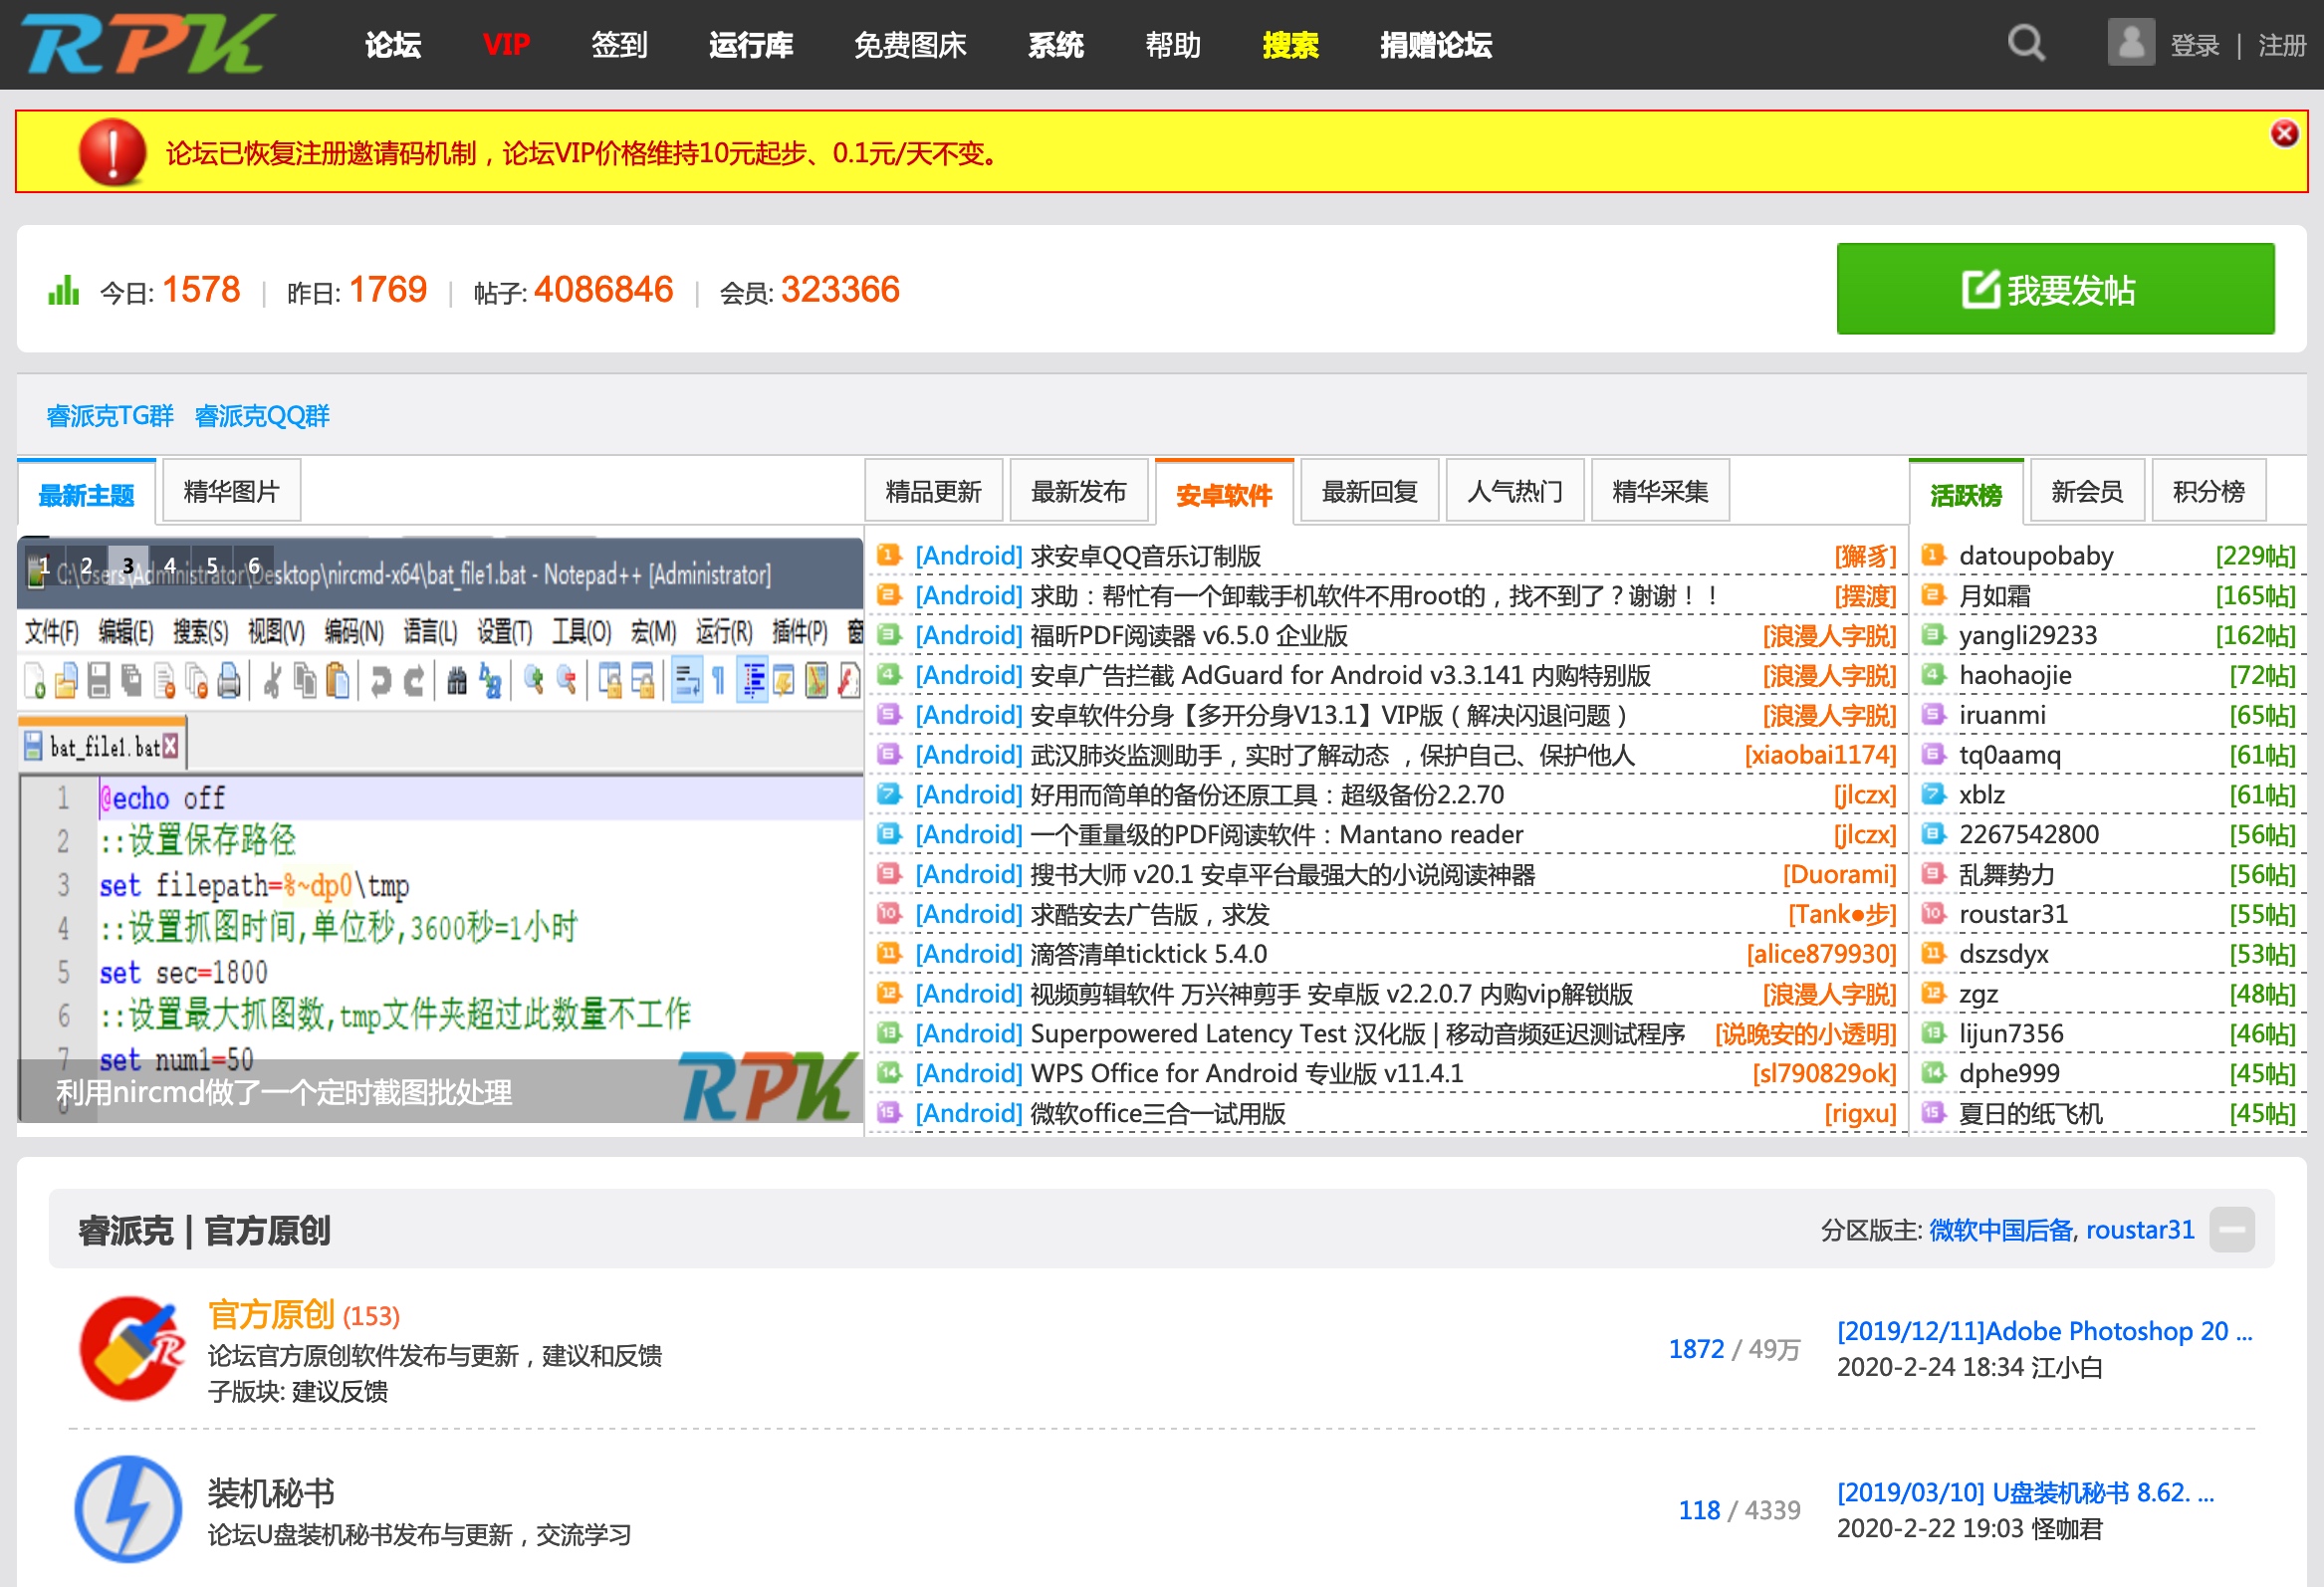 RPK 论坛 VIP 签到 运行库 免费图床 系统 帮助 搜索 捐赠论坛 登录 | 注册
论坛已恢复注册邀请码机制，论坛VIP价格维持10元起步、0.1元/天不变。
今日: 1578 | 昨日: 1769 | 帖子: 4086846 | 会员: 323366 我要发帖
睿派克TG群 睿派克QQ群
最新主题 精华图片
1 2 3 4 5 6
C:\Users\Administrator\Desktop\nircmd-x64\bat_file1.bat - Notepad++ [Administrator]
文件(F) 编辑(E) 搜索(S) 视图(V) 编码(N) 语言(L) 设置(T) 工具(O) 宏(M) 运行(R) 插件(P) 窗
bat_file1.bat
1 @echo off
2 ::设置保存路径
3 set filepath=%~dp0\tmp
4 ::设置抓图时间,单位秒,3600秒=1小时
5 set sec=1800
6 ::设置最大抓图数,tmp文件夹超过此数量不工作
7 set num1=50
8
利用nircmd做了一个定时截图批处理 RPK
精品更新 最新发布 安卓软件 最新回复 人气热门 精华采集
1 [Android] 求安卓QQ音乐订制版 [獬豸]
2 [Android] 求助：帮忙有一个卸载手机软件不用root的，找不到了？谢谢！！ [摆渡]
3 [Android] 福昕PDF阅读器 v6.5.0 企业版 [浪漫人字脱]
4 [Android] 安卓广告拦截 AdGuard for Android v3.3.141 内购特别版 [浪漫人字脱]
5 [Android] 安卓软件分身【多开分身V13.1】VIP版（解决闪退问题） [浪漫人字脱]
6 [Android] 武汉肺炎监测助手，实时了解动态 ，保护自己、保护他人 [xiaobai1174]
7 [Android] 好用而简单的备份还原工具：超级备份2.2.70 [jlczx]
8 [Android] 一个重量级的PDF阅读软件：Mantano reader [jlczx]
9 [Android] 搜书大师 v20.1 安卓平台最强大的小说阅读神器 [Duorami]
10 [Android] 求酷安去广告版，求发 [Tank●步]
11 [Android] 滴答清单ticktick 5.4.0 [alice879930]
12 [Android] 视频剪辑软件 万兴神剪手 安卓版 v2.2.0.7 内购vip解锁版 [浪漫人字脱]
13 [Android] Superpowered Latency Test 汉化版 | 移动音频延迟测试程序 [说晚安的小透明]
14 [Android] WPS Office for Android 专业版 v11.4.1 [sl790829ok]
15 [Android] 微软office三合一试用版 [rigxu]
活跃榜 新会员 积分榜
1 datoupobaby [229帖]
2 月如霜 [165帖]
3 yangli29233 [162帖]
4 haohaojie [72帖]
5 iruanmi [65帖]
6 tq0aamq [61帖]
7 xblz [61帖]
8 2267542800 [56帖]
9 乱舞势力 [56帖]
10 roustar31 [55帖]
11 dszsdyx [53帖]
12 zgz [48帖]
13 lijun7356 [46帖]
14 dphe999 [45帖]
15 夏日的纸飞机 [45帖]
睿派克 | 官方原创 分区版主: 微软中国后备, roustar31
官方原创 (153)
论坛官方原创软件发布与更新，建议和反馈
子版块: 建议反馈
1872 / 49万
[2019/12/11]Adobe Photoshop 20 ...
2020-2-24 18:34 江小白
装机秘书
论坛U盘装机秘书发布与更新，交流学习
118 / 4339
[2019/03/10] U盘装机秘书 8.62. ...
2020-2-22 19:03 怪咖君